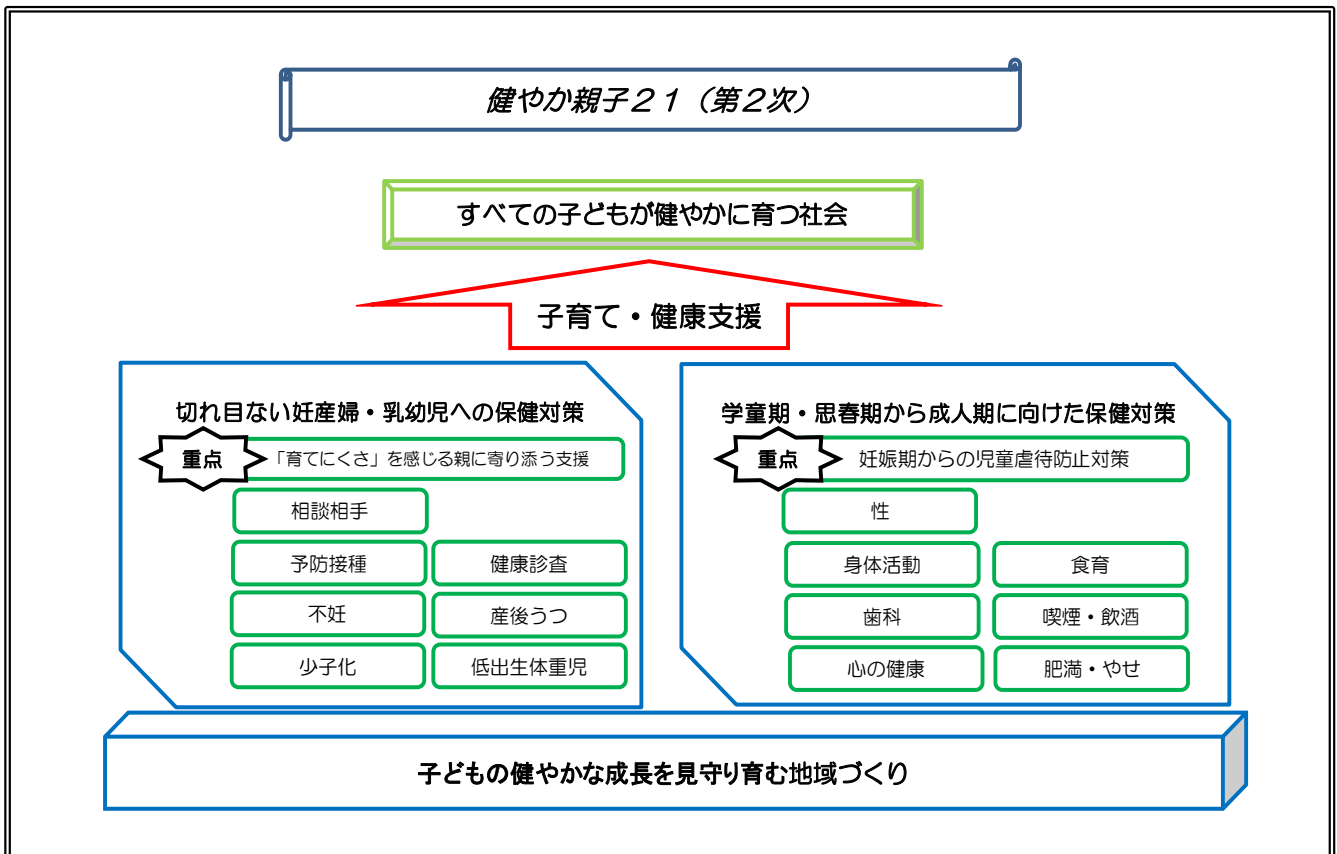 健やか親子２１（第２次）
すべての子どもが健やかに育つ社会
子育て・健康支援
切れ目ない妊産婦・乳幼児への保健対策
重点
「育てにくさ」を感じる親に寄り添う支援
相談相手
予防接種
健康診査
不妊
産後うつ
少子化
低出生体重児
学童期・思春期から成人期に向けた保健対策
重点
妊娠期からの児童虐待防止対策
性
身体活動
食育
歯科
喫煙・飲酒
心の健康
肥満・やせ
子どもの健やかな成長を見守り育む地域づくり